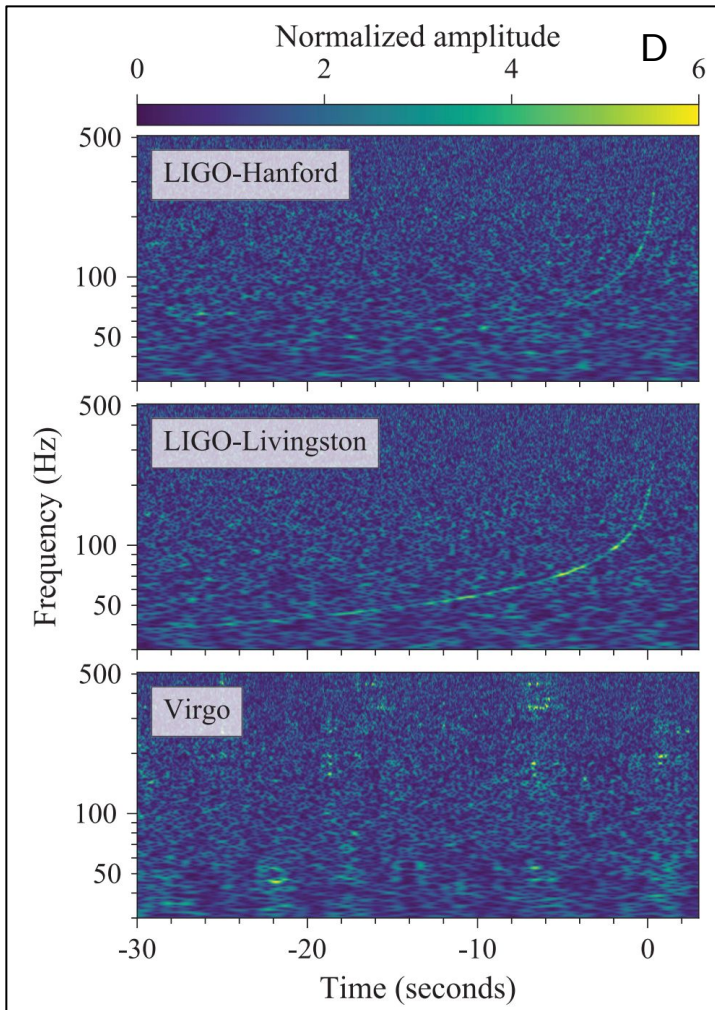 Normalized amplitude
D
0 2 4 6
500
LIGO-Hanford
100
50
500
LIGO-Livingston
100
50
Frequency (Hz)
500
Virgo
100
50
-30 -20 -10 0
Time (seconds)